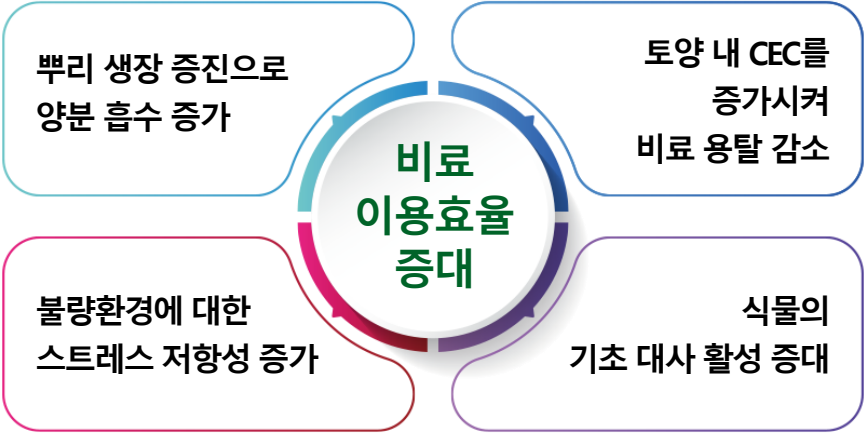 뿌리 생장 증진으로
양분 흡수 증가
토양 내 CEC를
증가시켜
비료 용탈 감소
비료
이용효율
증대
불량환경에 대한
스트레스 저항성 증가
식물의
기초 대사 활성 증대